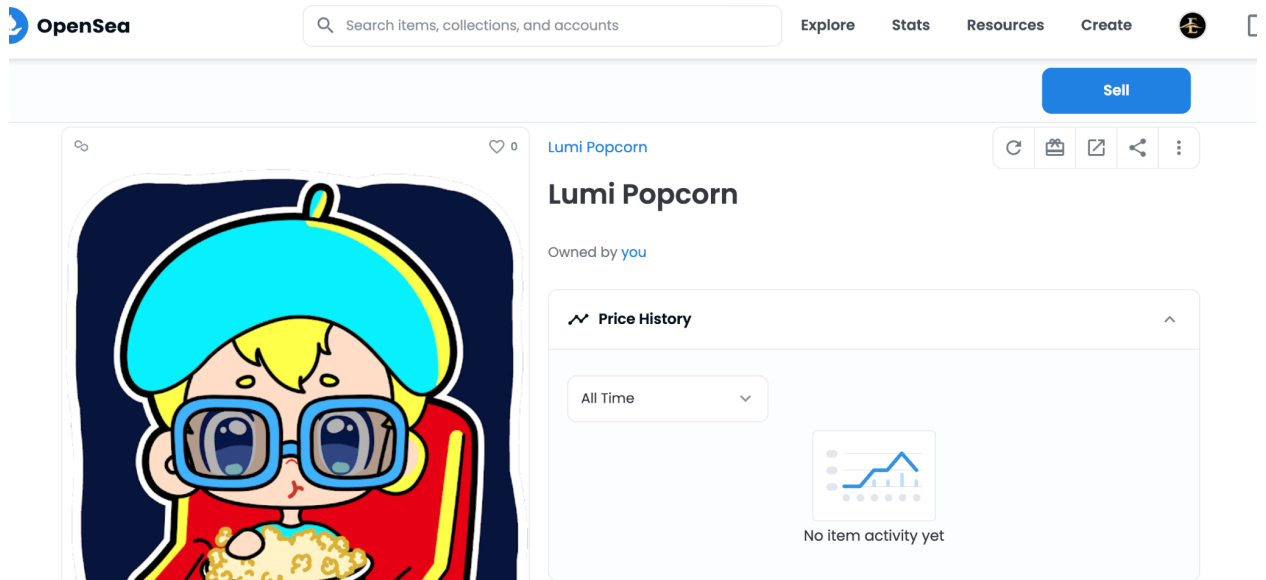 OpenSea
Search items, collections, and accounts
Explore Stats Resources Create
Sell
0
Lumi Popcorn
Lumi Popcorn
Owned by you
Price History
All Time
No item activity yet